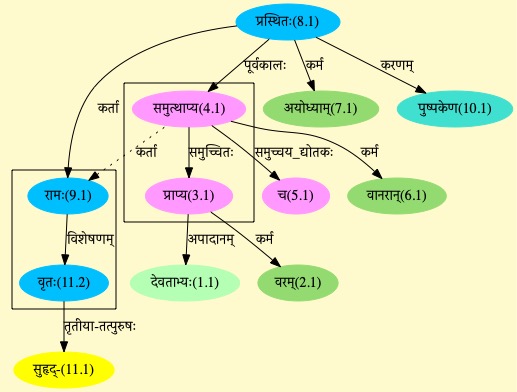 प्रस्थितः(8.1)
पूर्वकालः कर्म करणम्
कर्ता समुत्थाप्य(4.1) अयोध्याम्(7.1) पुष्पकेण(10.1)
कर्ता समुच्चितः समुच्चय_द्योतकः कर्म
रामः(9.1) प्राप्य(3.1) च(5.1) वानरान्(6.1)
विशेषणम् अपादानम् कर्म
वृतः(11.2) देवताभ्यः(1.1) वरम्(2.1)
तृतीया-तत्पुरुषः
सुहृद्-(11.1)